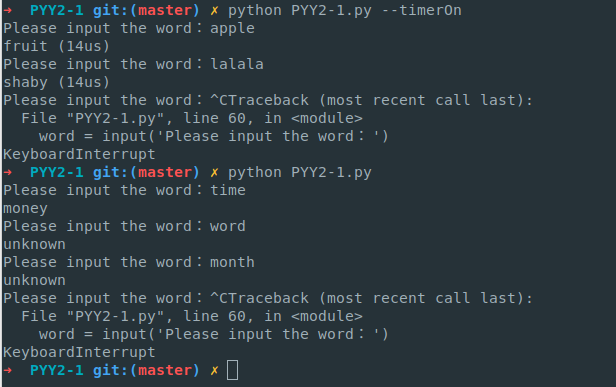 ➜  PYY2-1 git:(master) ✗ python PYY2-1.py --timerOn
Please input the word：apple
fruit (14us)
Please input the word：lalala
shaby (14us)
Please input the word：^CTraceback (most recent call last):
  File "PYY2-1.py", line 60, in <module>
    word = input('Please input the word：')
KeyboardInterrupt
➜  PYY2-1 git:(master) ✗ python PYY2-1.py
Please input the word：time
money
Please input the word：word
unknown
Please input the word：month
unknown
Please input the word：^CTraceback (most recent call last):
  File "PYY2-1.py", line 60, in <module>
    word = input('Please input the word：')
KeyboardInterrupt
➜  PYY2-1 git:(master) ✗